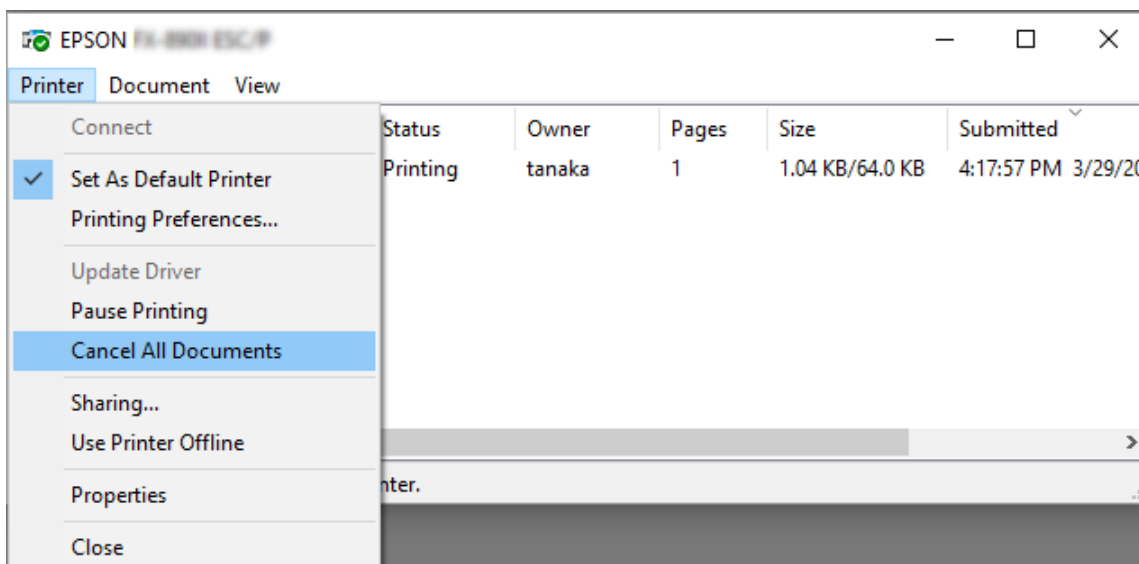 EPSON
Printer Document View
Connect
Status Owner Pages Size Submitted
Set As Default Printer
Printing tanaka 1 1.04 KB/64.0 KB 4:17:57 PM 3/29/20
Printing Preferences...
Update Driver
Pause Printing
Cancel All Documents
Sharing...
Use Printer Offline
Properties
nter.
Close